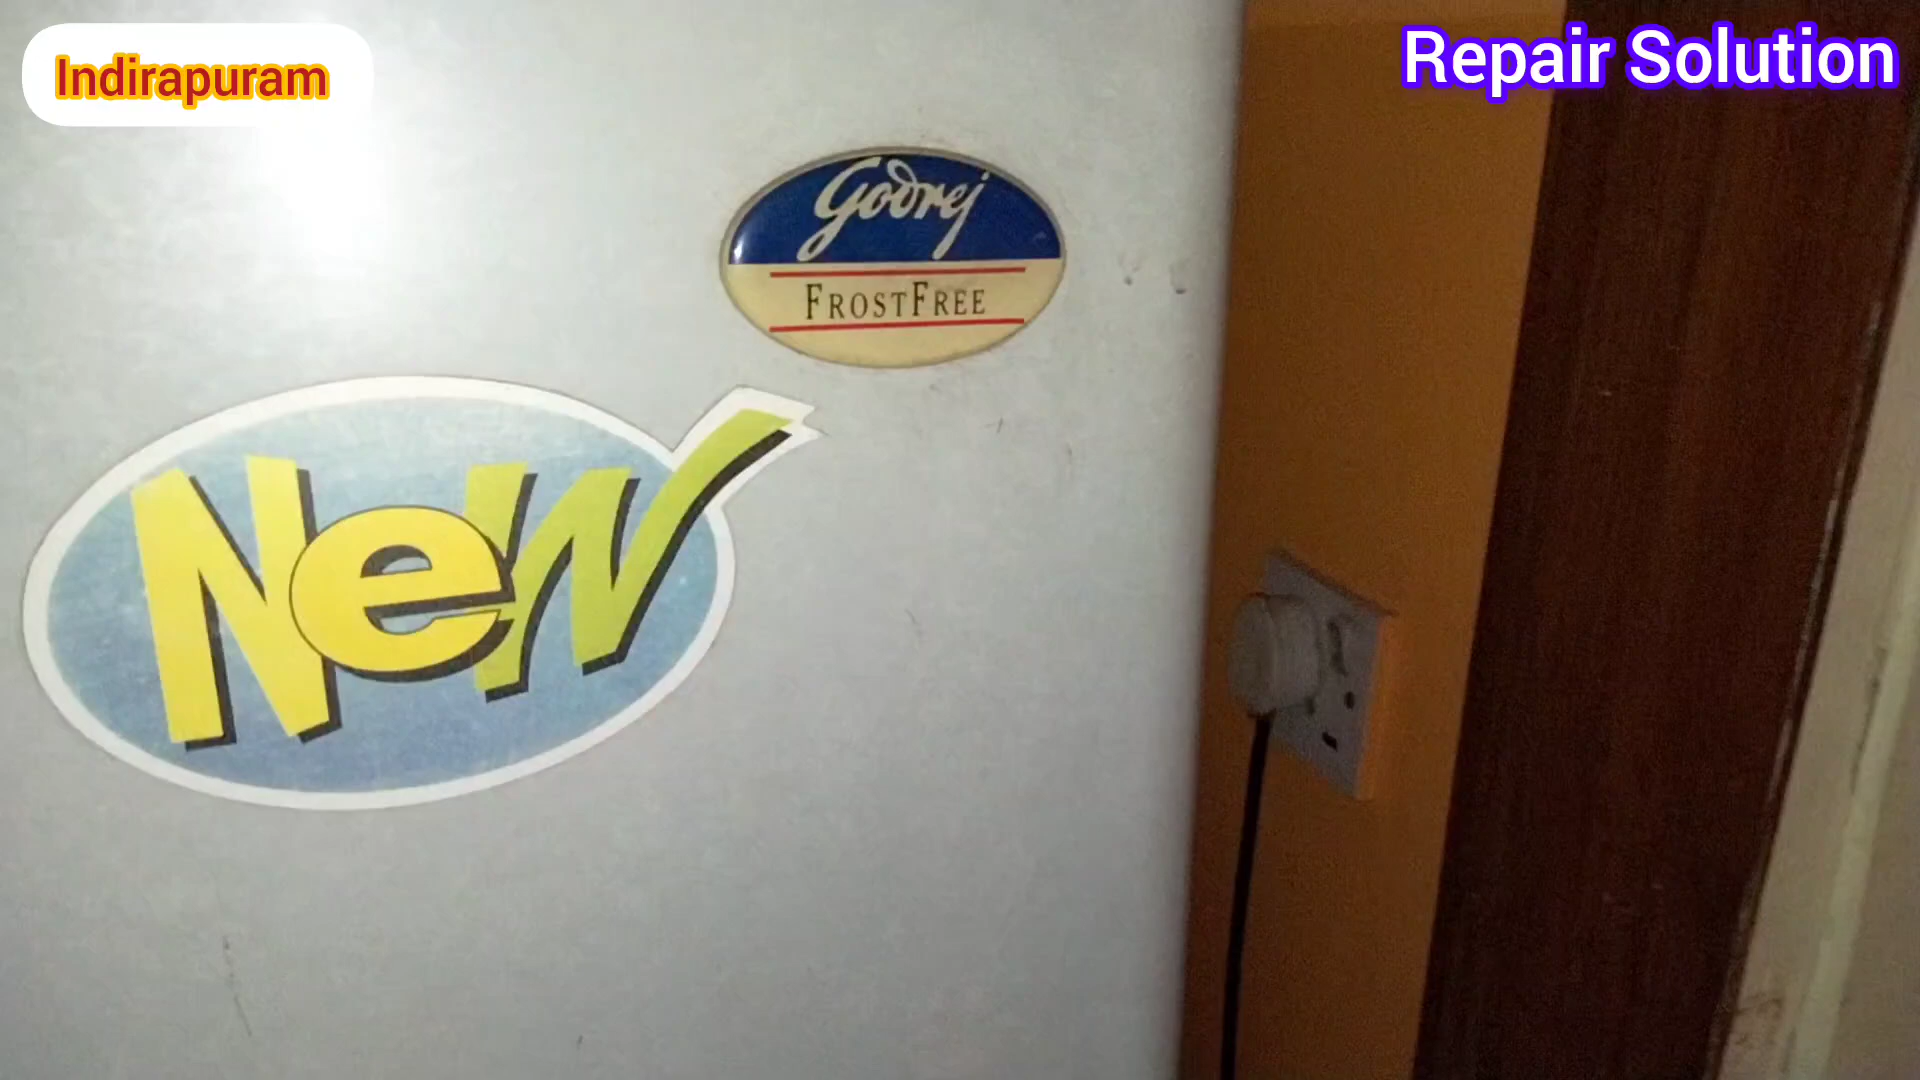 Indirapuram
Repair Solution
Godrej
FROSTFREE
New